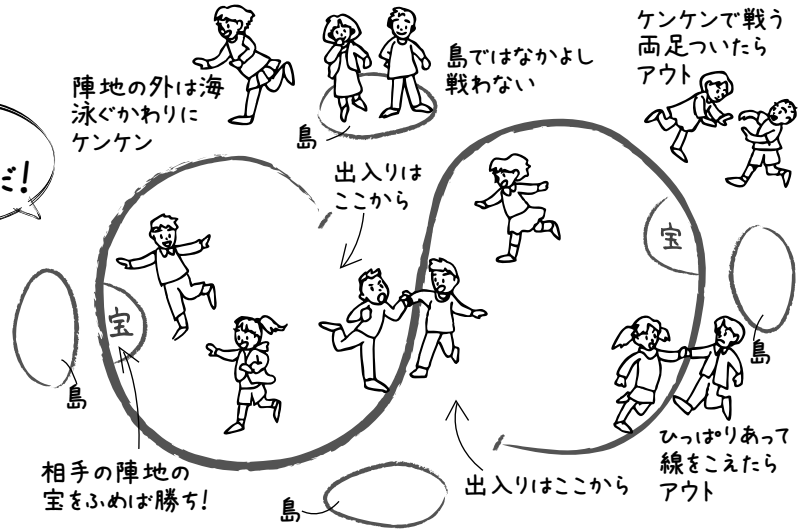 ケンケンで戦う
両足ついたら
アウト
島ではなかよし
戦わない
陣地の外は海
泳ぐかわりに
ケンケン
島
だ!
出入りは
ここから
宝
宝
島
島
ひっぱりあって
線をこえたら
アウト
相手の陣地の
宝をふめば勝ち!
出入りはここから
島